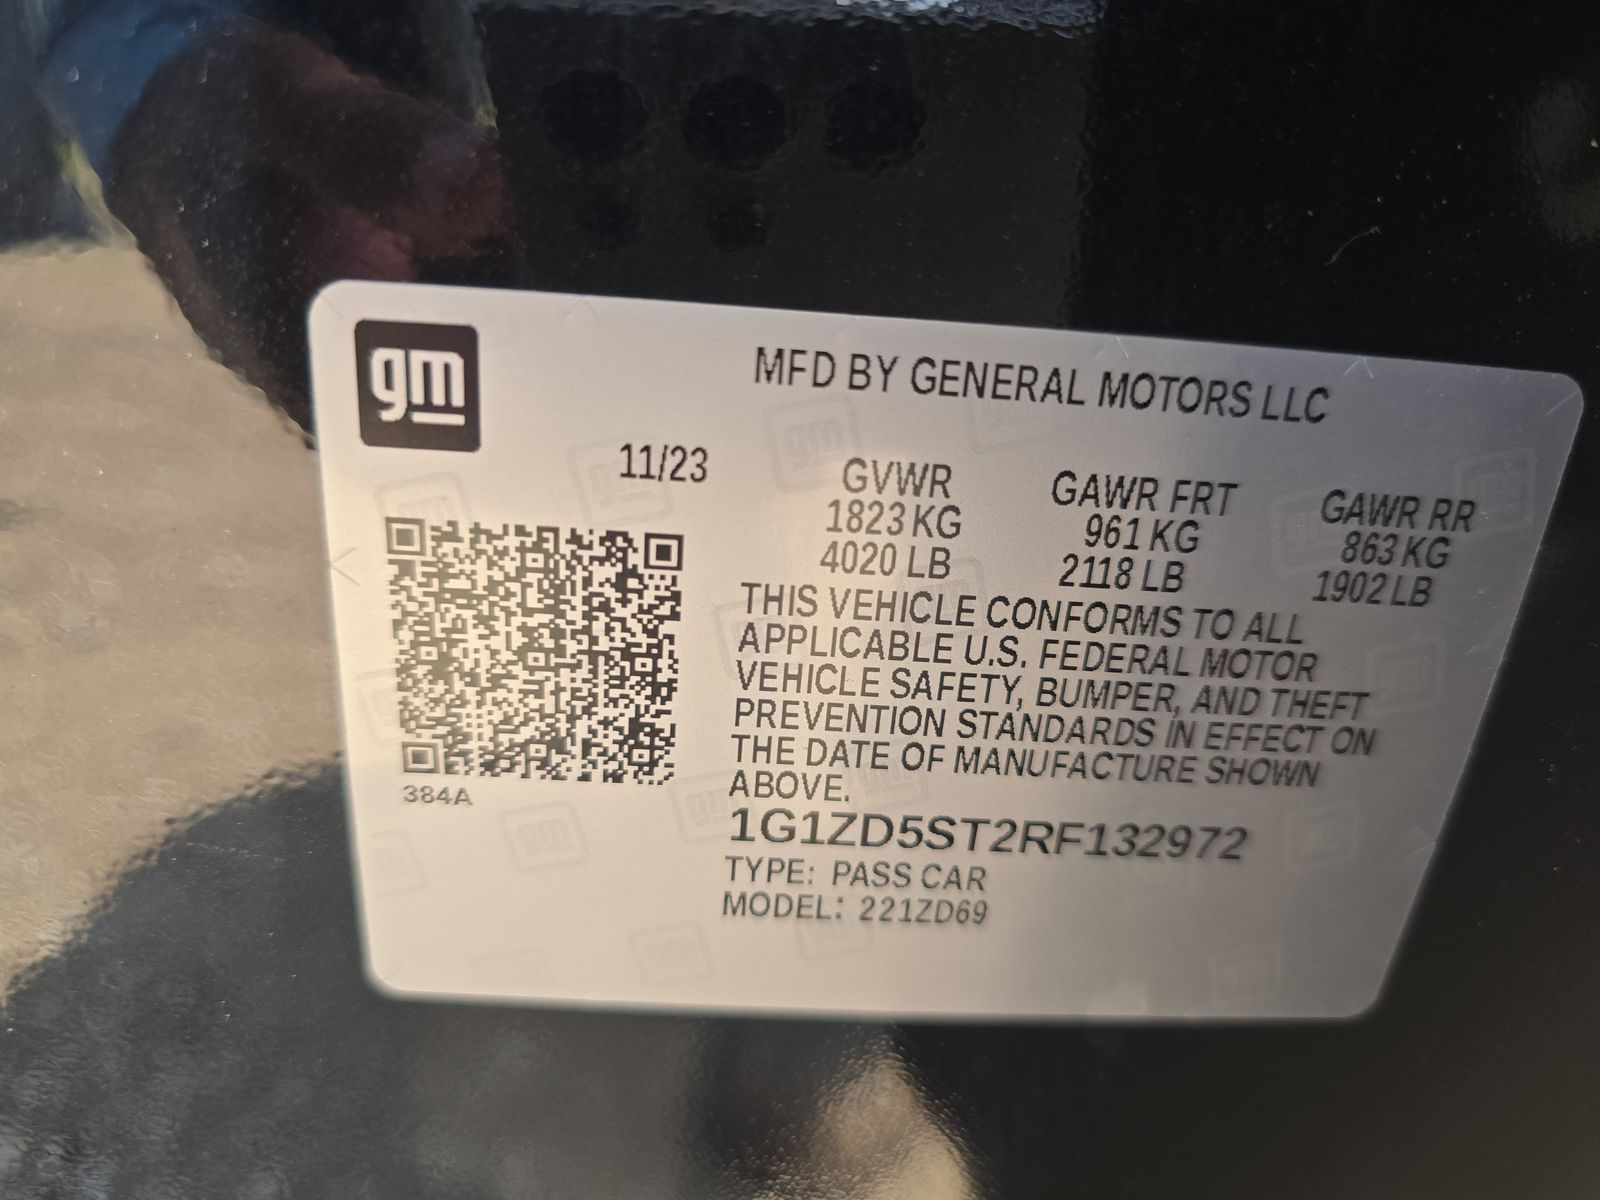 gm
MFD BY GENERAL MOTORS LLC
11/23
GVWR GAWR FRT GAWR RR
1823 KG 961 KG 863 KG
4020 LB 2118 LB 1902 LB
THIS VEHICLE CONFORMS TO ALL
APPLICABLE U.S. FEDERAL MOTOR
VEHICLE SAFETY, BUMPER, AND THEFT
PREVENTION STANDARDS IN EFFECT ON
THE DATE OF MANUFACTURE SHOWN
ABOVE.
384A
1G1ZD5ST2RF132972
TYPE: PASS CAR
MODEL: 221ZD69